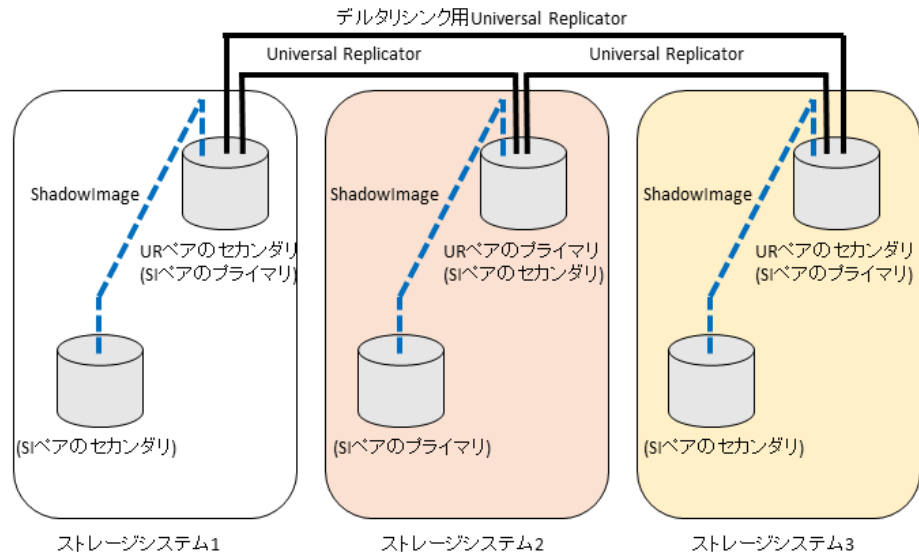 デルタリシンク用Universal Replicator
Universal Replicator
Universal Replicator
ShadowImage
URペアのセカンダリ
(SIペアのプライマリ)
(SIペアのセカンダリ)
ストレージシステム1
ShadowImage
URペアのプライマリ
(SIペアのセカンダリ)
(SIペアのプライマリ)
ストレージシステム2
ShadowImage
URペアのセカンダリ
(SIペアのプライマリ)
(SIペアのセカンダリ)
ストレージシステム3